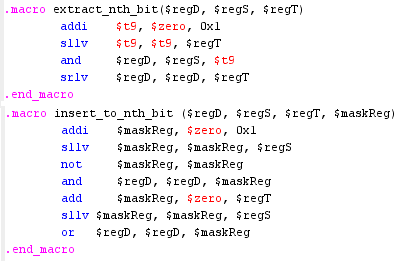 .macro extract_nth_bit($regD, $regS, $regT)
addi $t9, $zero, 0x1
sllv $t9, $t9, $regT
and $regD, $regS, $t9
srlv $regD, $regD, $regT
.end_macro
.macro insert_to_nth_bit ($regD, $regS, $regT, $maskReg)
addi $maskReg, $zero, 0x1
sllv $maskReg, $maskReg, $regS
not $maskReg, $maskReg
and $regD, $regD, $maskReg
add $maskReg, $zero, $regT
sllv $maskReg, $maskReg, $regS
or $regD, $regD, $maskReg
.end_macro